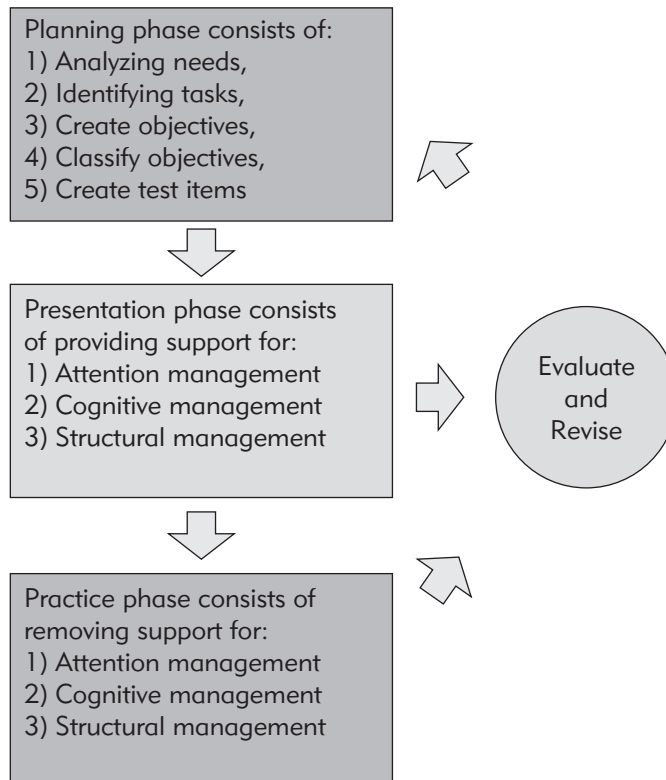 Planning phase consists of:
1) Analyzing needs,
2) Identifying tasks,
3) Create objectives,
4) Classify objectives,
5) Create test items
Presentation phase consists
of providing support for:
1) Attention management
2) Cognitive management
3) Structural management
Evaluate
and
Revise
Practice phase consists of
removing support for:
1) Attention management
2) Cognitive management
3) Structural management